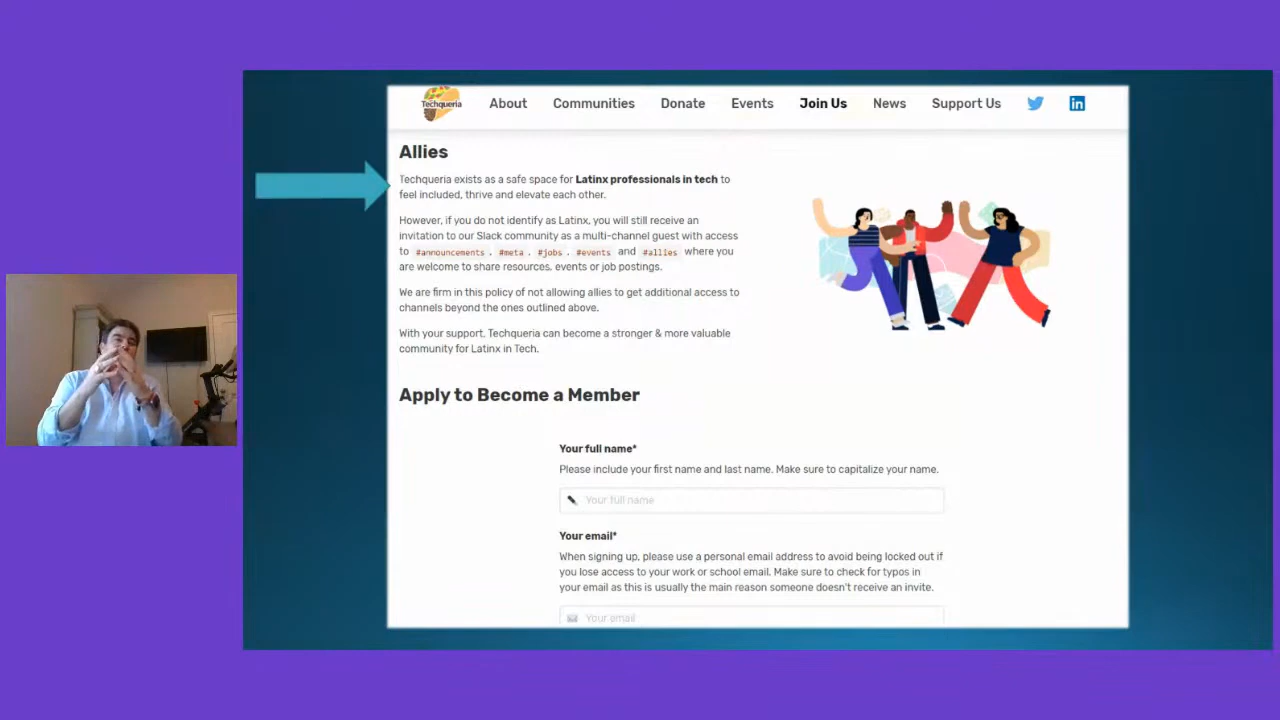 Techqueria
About Communities Donate Events Join Us News Support Us
Allies
Techqueria exists as a safe space for Latinx professionals in tech to
feel included, thrive and elevate each other.
However, if you do not identify as Latinx, you will still receive an
invitation to our Slack community as a multi-channel guest with access
to #announcements , #meta , #jobs , #events and #allies where you
are welcome to share resources, events or job postings.
We are firm in this policy of not allowing allies to get additional access to
channels beyond the ones outlined above.
With your support, Techqueria can become a stronger & more valuable
community for Latinx in Tech.
Apply to Become a Member
Your full name*
Please include your first name and last name. Make sure to capitalize your name.
Your full name
Your email*
When signing up, please use a personal email address to avoid being locked out if
you lose access to your work or school email. Make sure to check for typos in
your email as this is usually the main reason someone doesn't receive an invite.
Your email